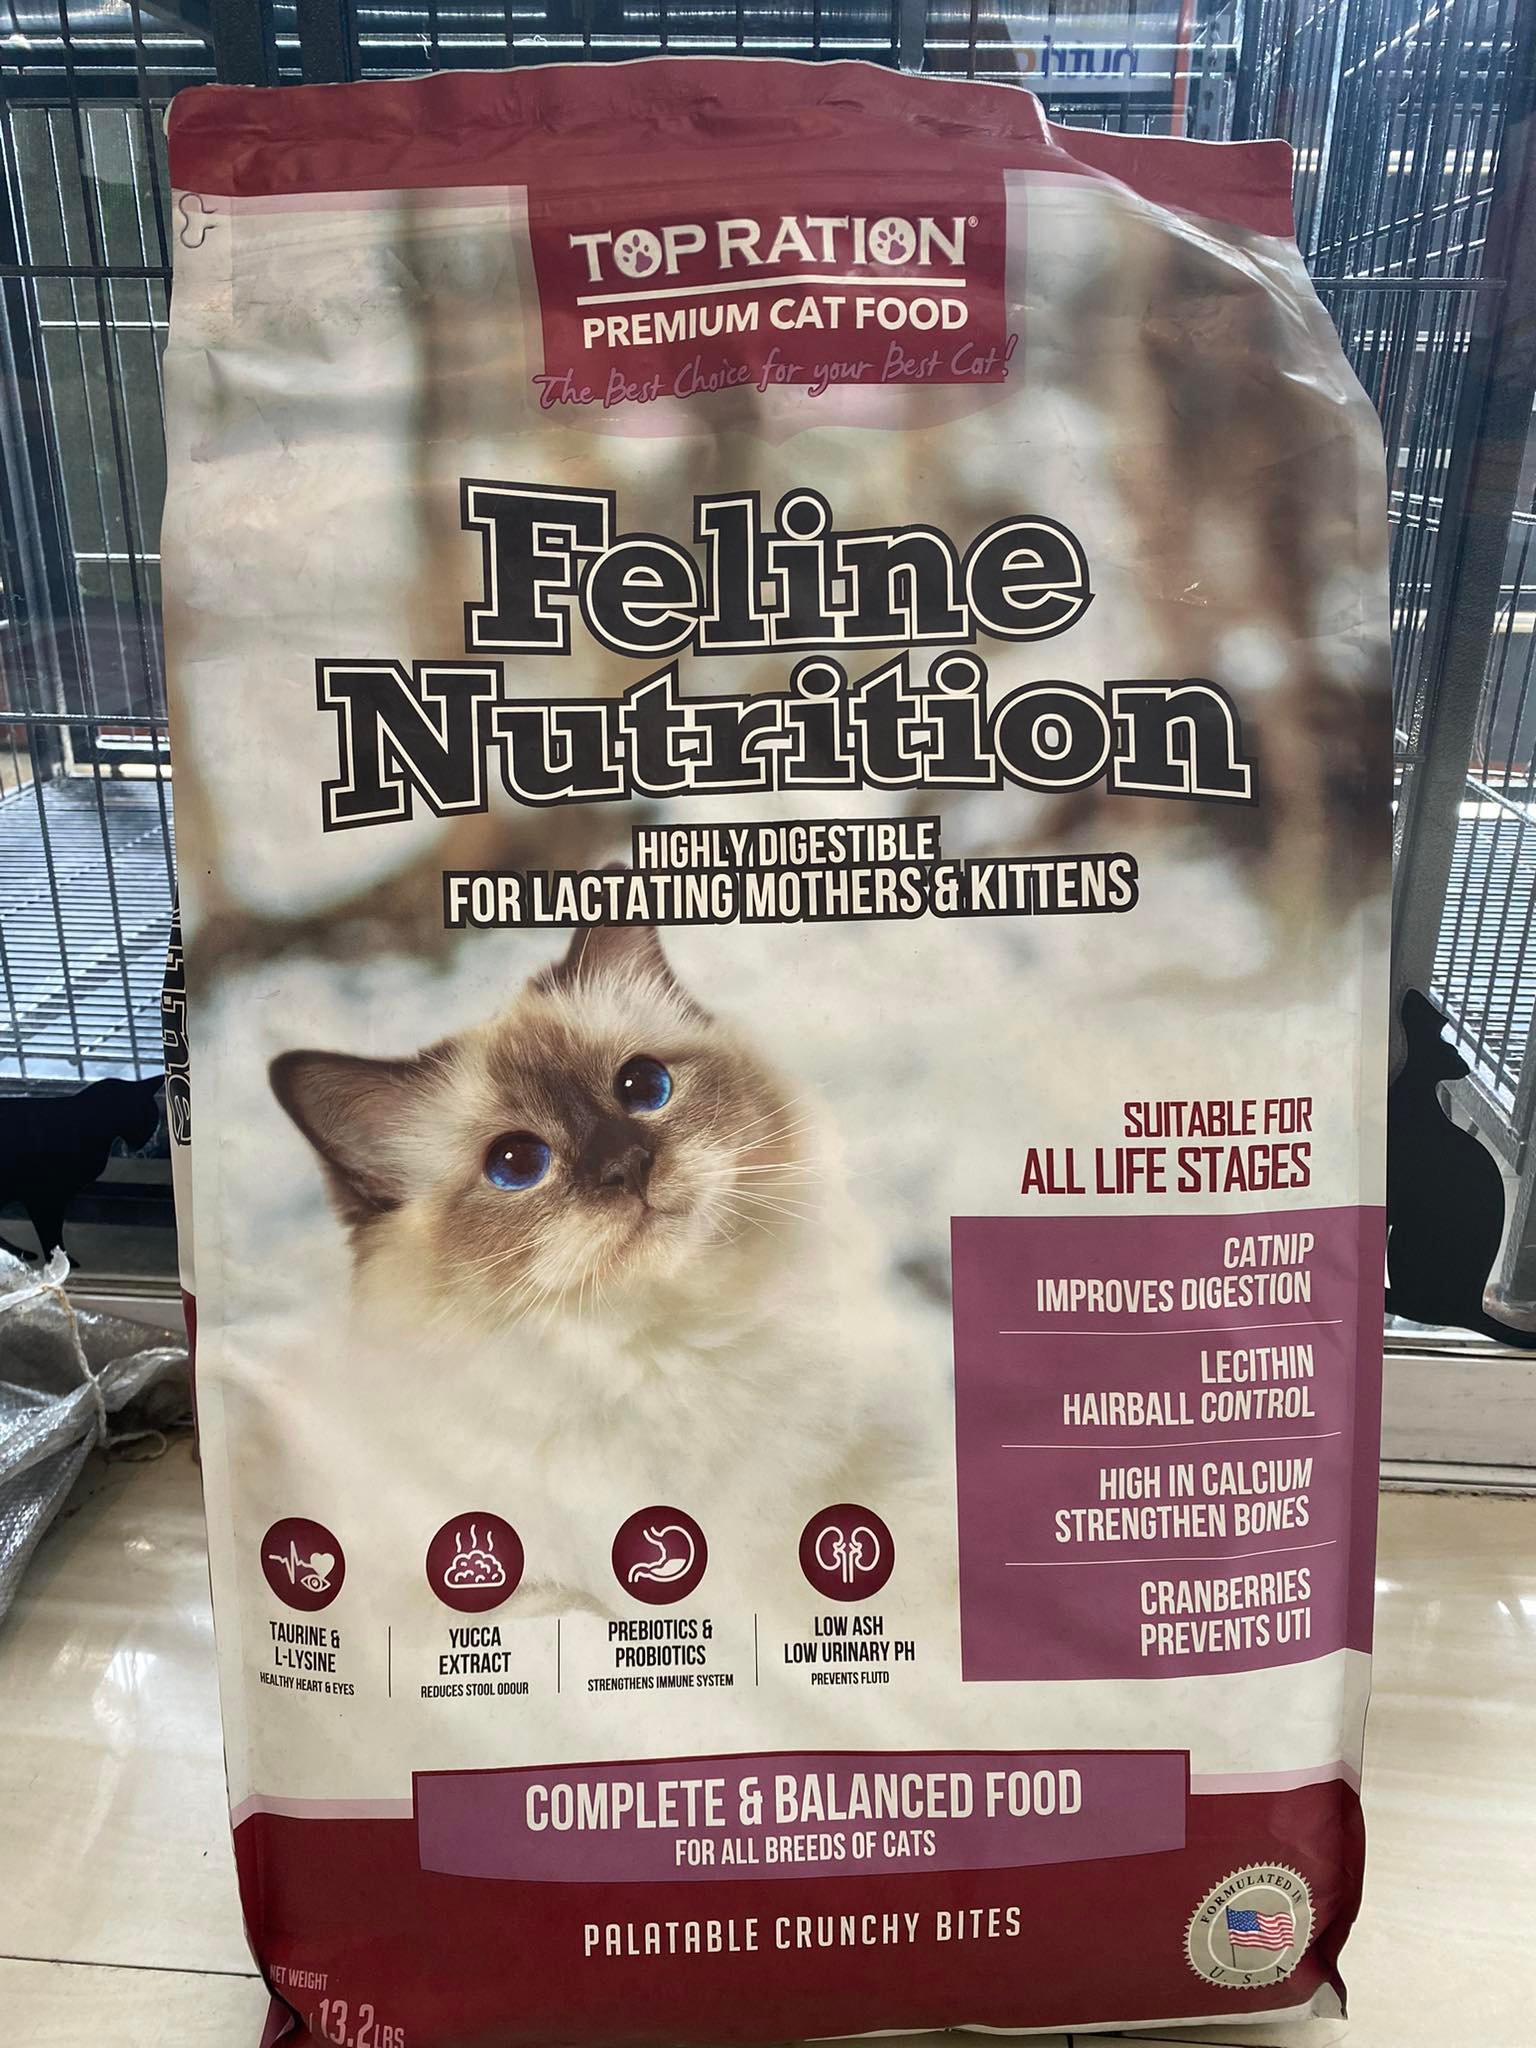 TOP RATION®
PREMIUM CAT FOOD
The Best Choice for your Best Cat!
Feline
Nutrition
HIGHLY DIGESTIBLE
FOR LACTATING MOTHERS & KITTENS
SUITABLE FOR
ALL LIFE STAGES
CATNIP
IMPROVES DIGESTION
LECITHIN
HAIRBALL CONTROL
HIGH IN CALCIUM
STRENGTHEN BONES
CRANBERRIES
PREVENTS UTI
TAURINE &
L-LYSINE
HEALTHY HEART & EYES
YUCCA
EXTRACT
REDUCES STOOL ODOUR
PREBIOTICS &
PROBIOTICS
STRENGTHENS IMMUNE SYSTEM
LOW ASH
LOW URINARY PH
PREVENTS FLUTD
COMPLETE & BALANCED FOOD
FOR ALL BREEDS OF CATS
PALATABLE CRUNCHY BITES
FORMULATED IN
U. S. A.
NET WEIGHT
13.2LBS